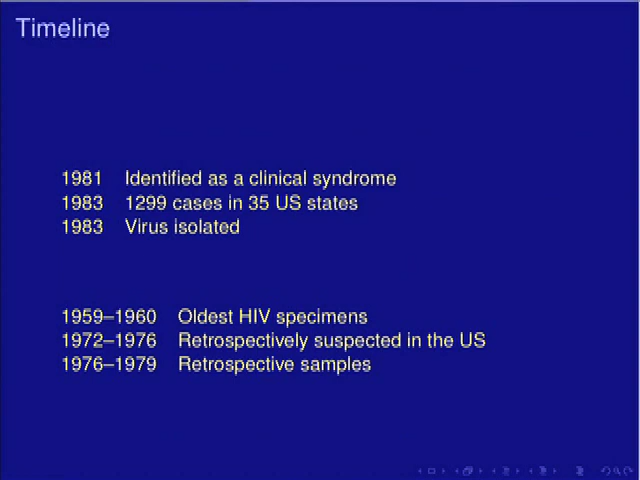 Timeline
1981 Identified as a clinical syndrome
1983 1299 cases in 35 US states
1983 Virus isolated
1959–1960 Oldest HIV specimens
1972–1976 Retrospectively suspected in the US
1976–1979 Retrospective samples